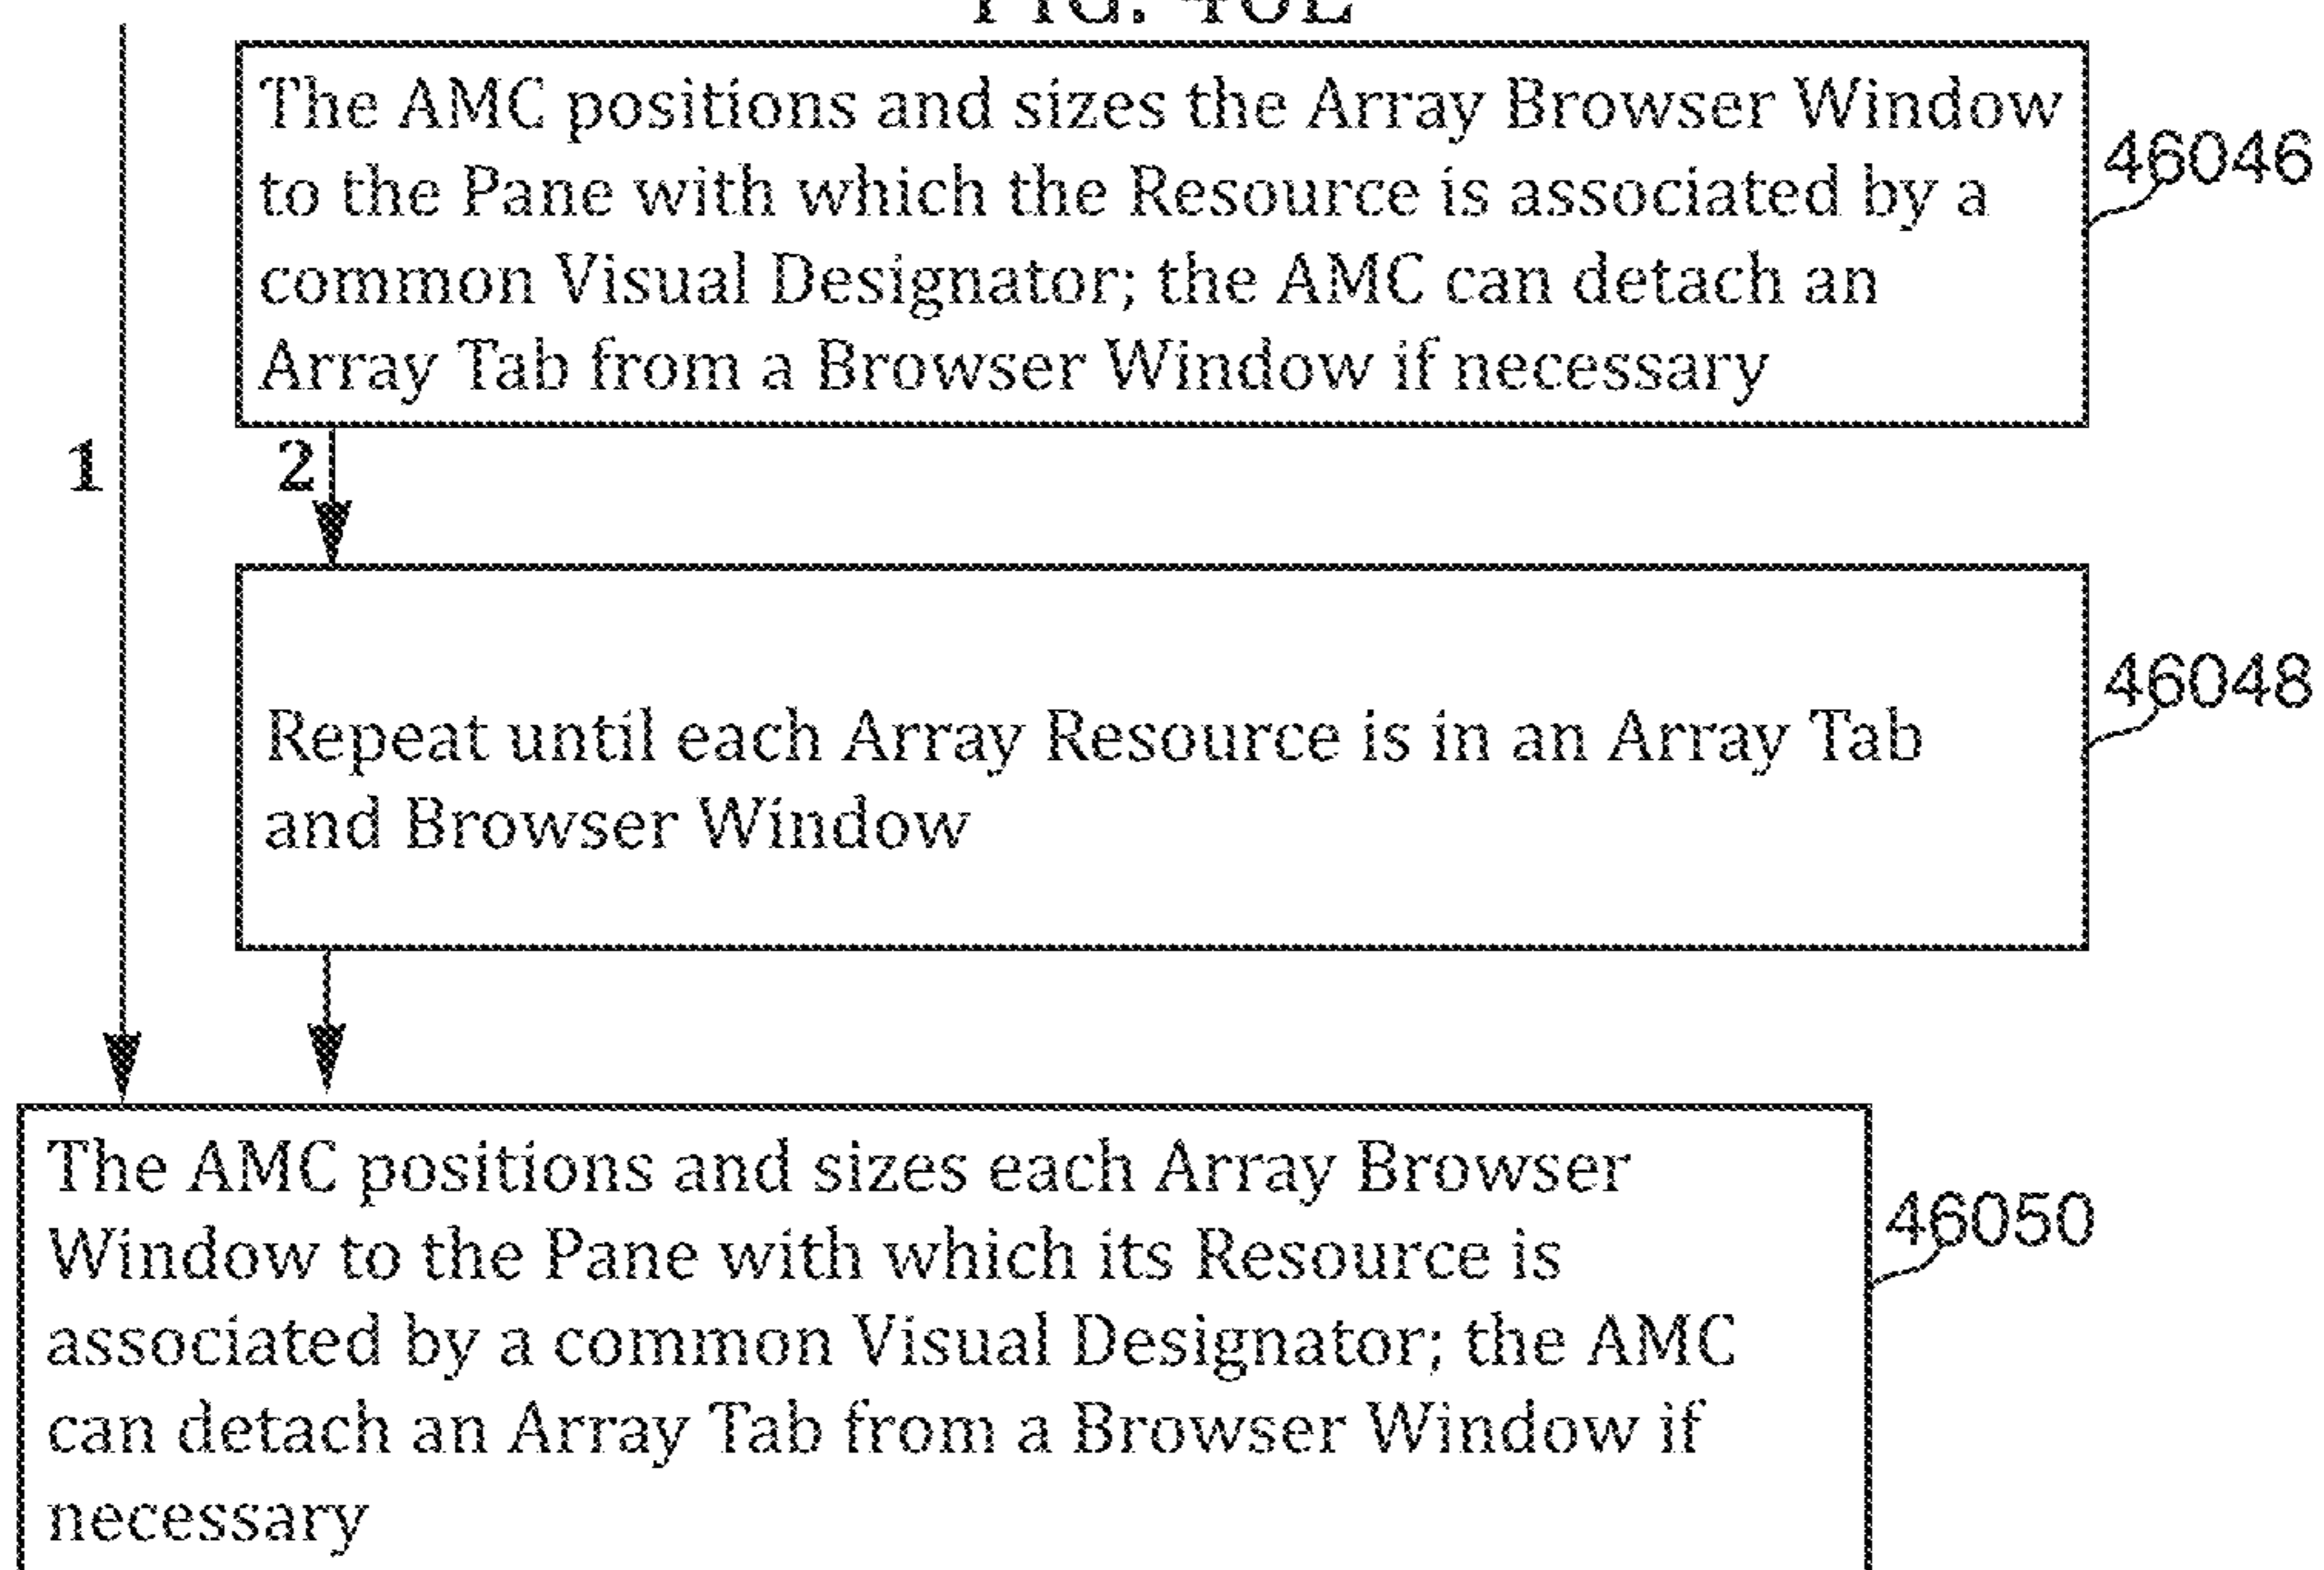 The AMC positions and sizes the Array Browser Window
to the Pane with which the Resource is associated by a
common Visual Designator; the AMC can detach an
Array Tab from a Browser Window if necessary
46046
1
2
Repeat until each Array Resource is in an Array Tab
and Browser Window
46048
The AMC positions and sizes each Array Browser
Window to the Pane with which its Resource is
associated by a common Visual Designator; the AMC
can detach an Array Tab from a Browser Window if
necessary
46050